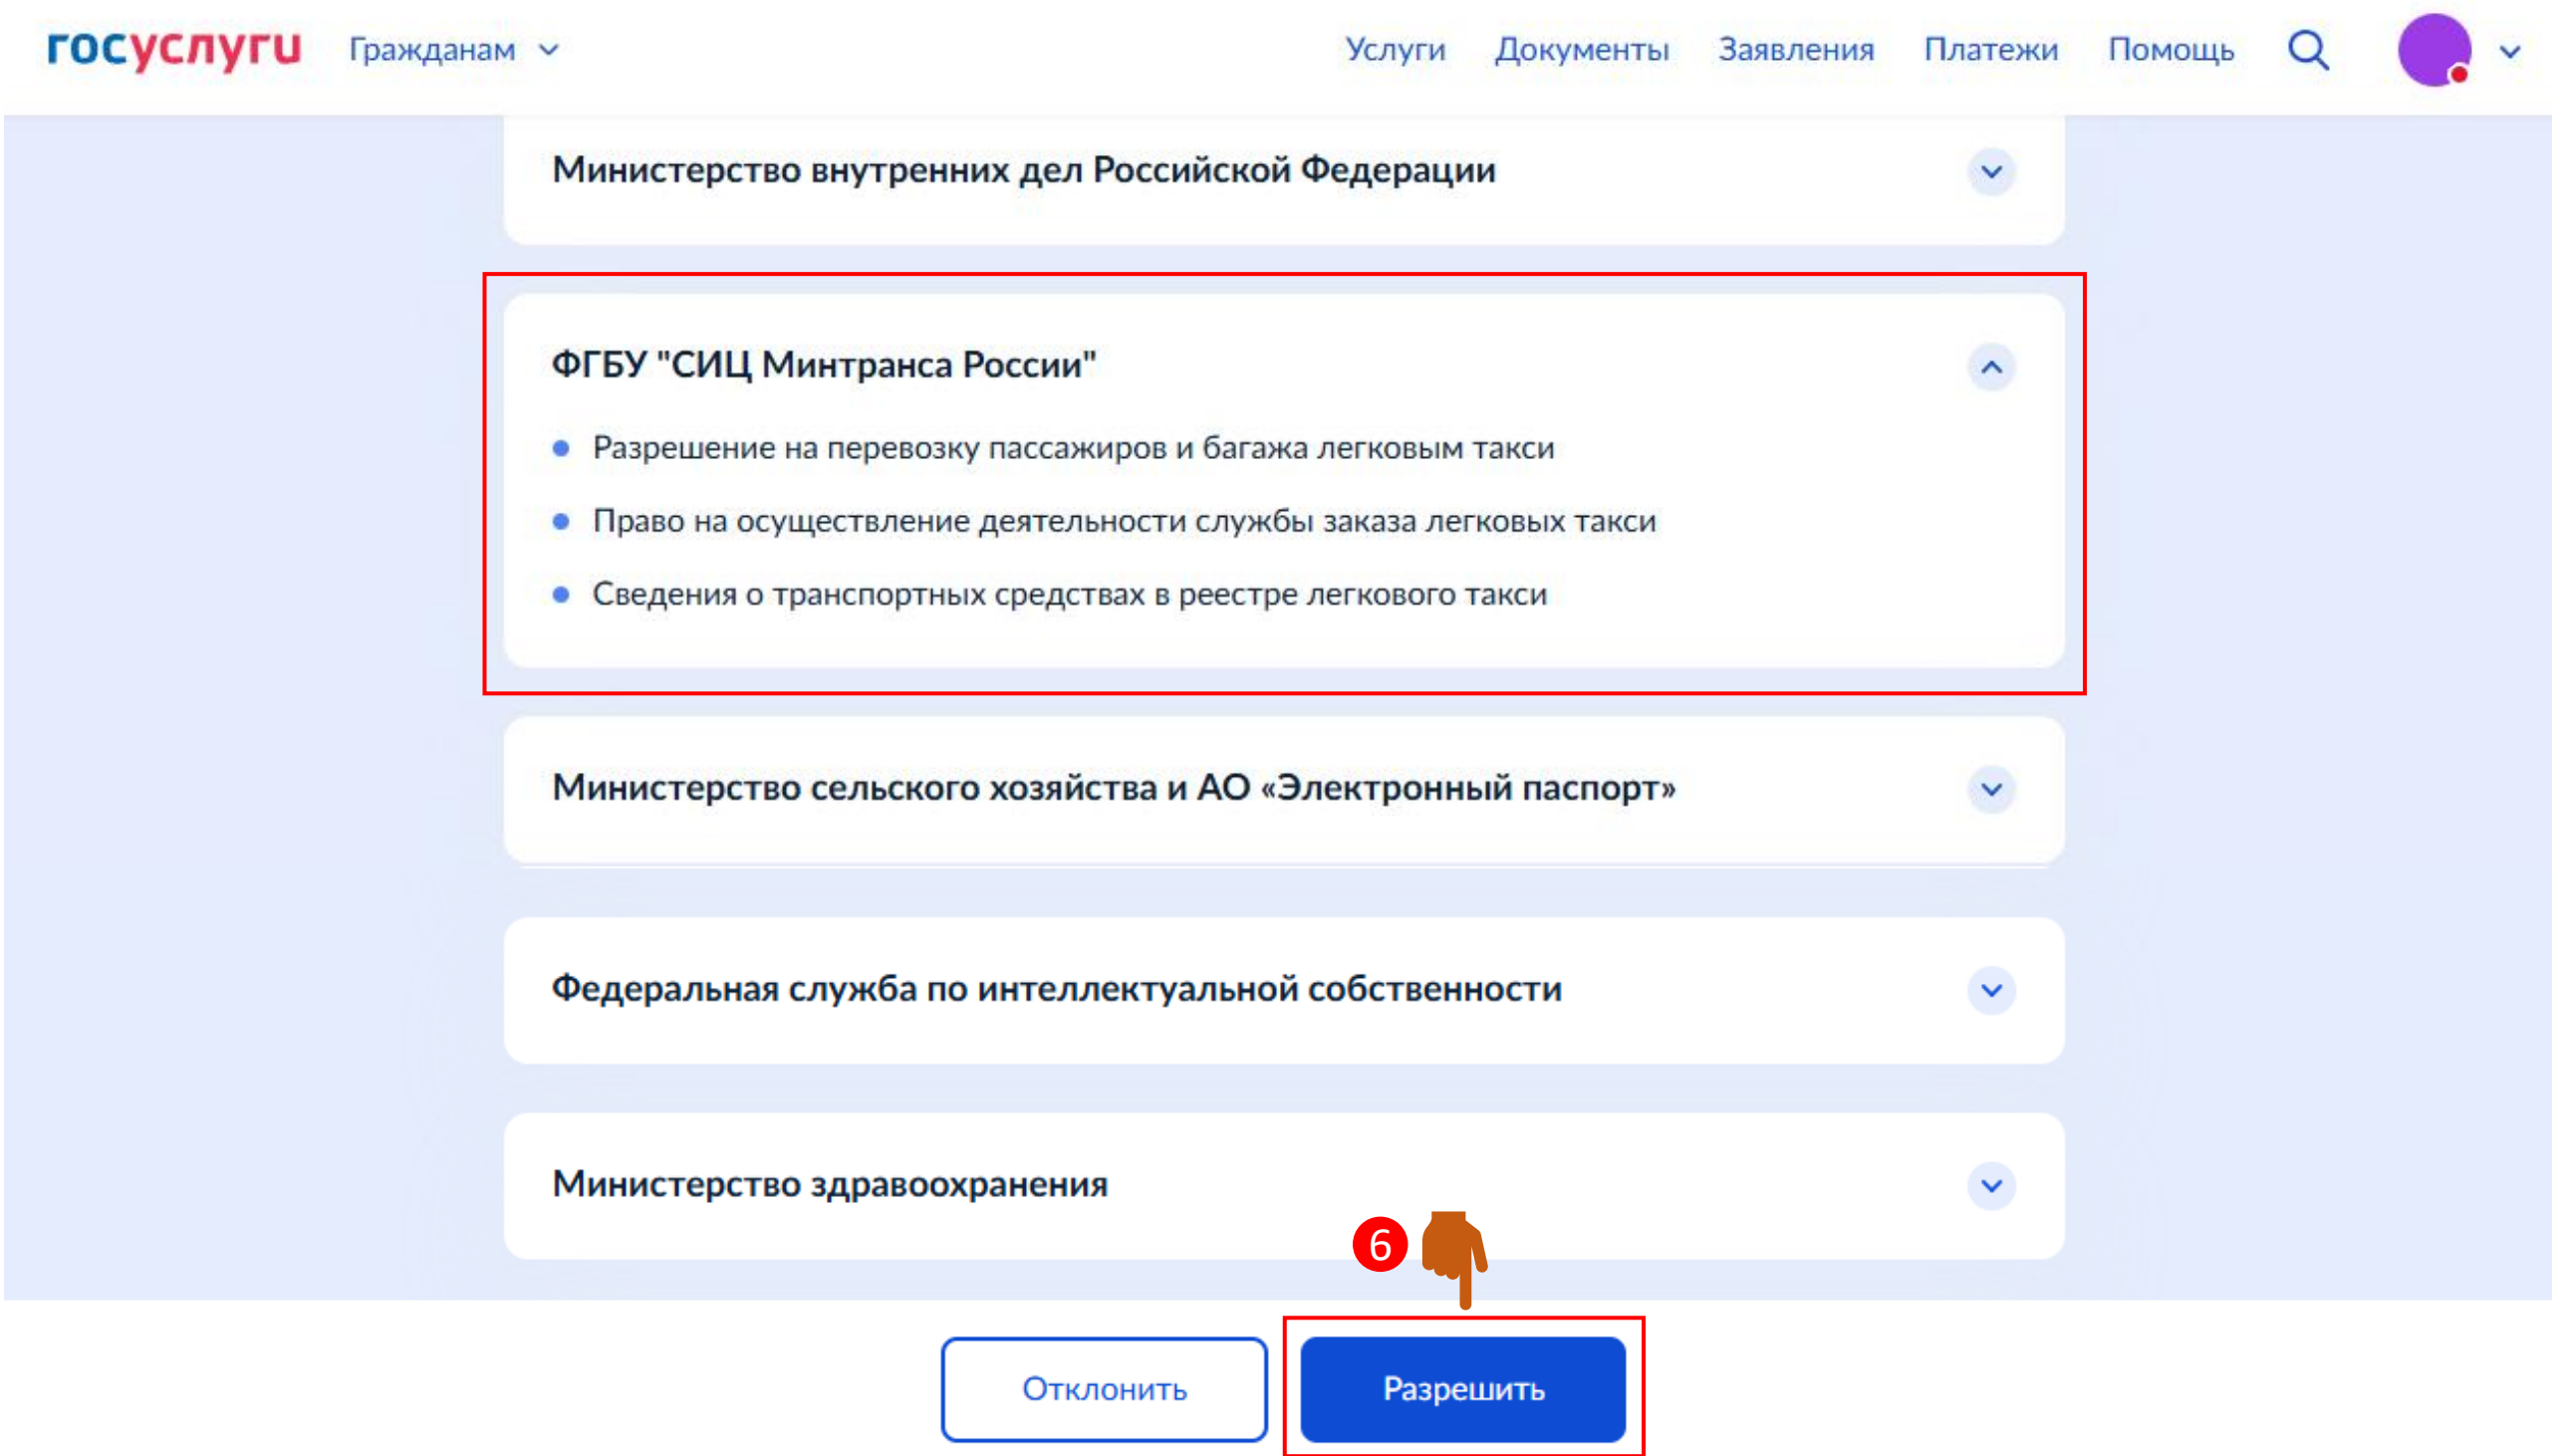 госуслуги Гражданам Услуги Документы Заявления Платежи Помощь
Министерство внутренних дел Российской Федерации
ФГБУ "СИЦ Минтранса России"
Разрешение на перевозку пассажиров и багажа легковым такси
Право на осуществление деятельности службы заказа легковых такси
Сведения о транспортных средствах в реестре легкового такси
Министерство сельского хозяйства и АО «Электронный паспорт»
Федеральная служба по интеллектуальной собственности
Министерство здравоохранения
6
Отклонить Разрешить